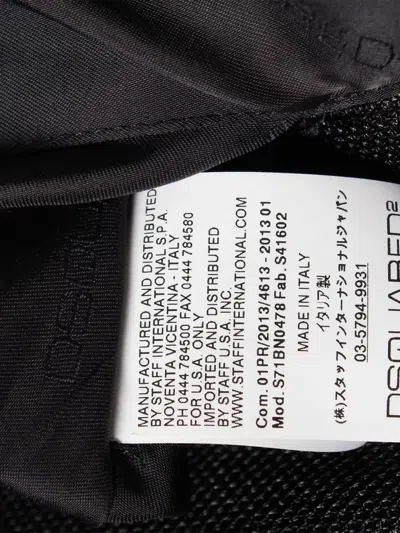 MANUFACTURED AND DISTRIBUTED
BY STAFF INTERNATIONAL S.P.A.
NOVENTA VICENTINA - ITALY
PH 0444 784500 FAX 0444 784580
FOR U.S.A. ONLY
IMPORTED AND DISTRIBUTED
BY STAFF U.S.A. INC.
WWW.STAFFINTERNATIONAL.COM
Com. 01PR/2013/4613 - 2013 01
Mod. S71BN0478 Fab. S41602
MADE IN ITALY
イタリア製
(株)スタッフインターナショナルジャパン
03-5794-9931
DSQUARED2